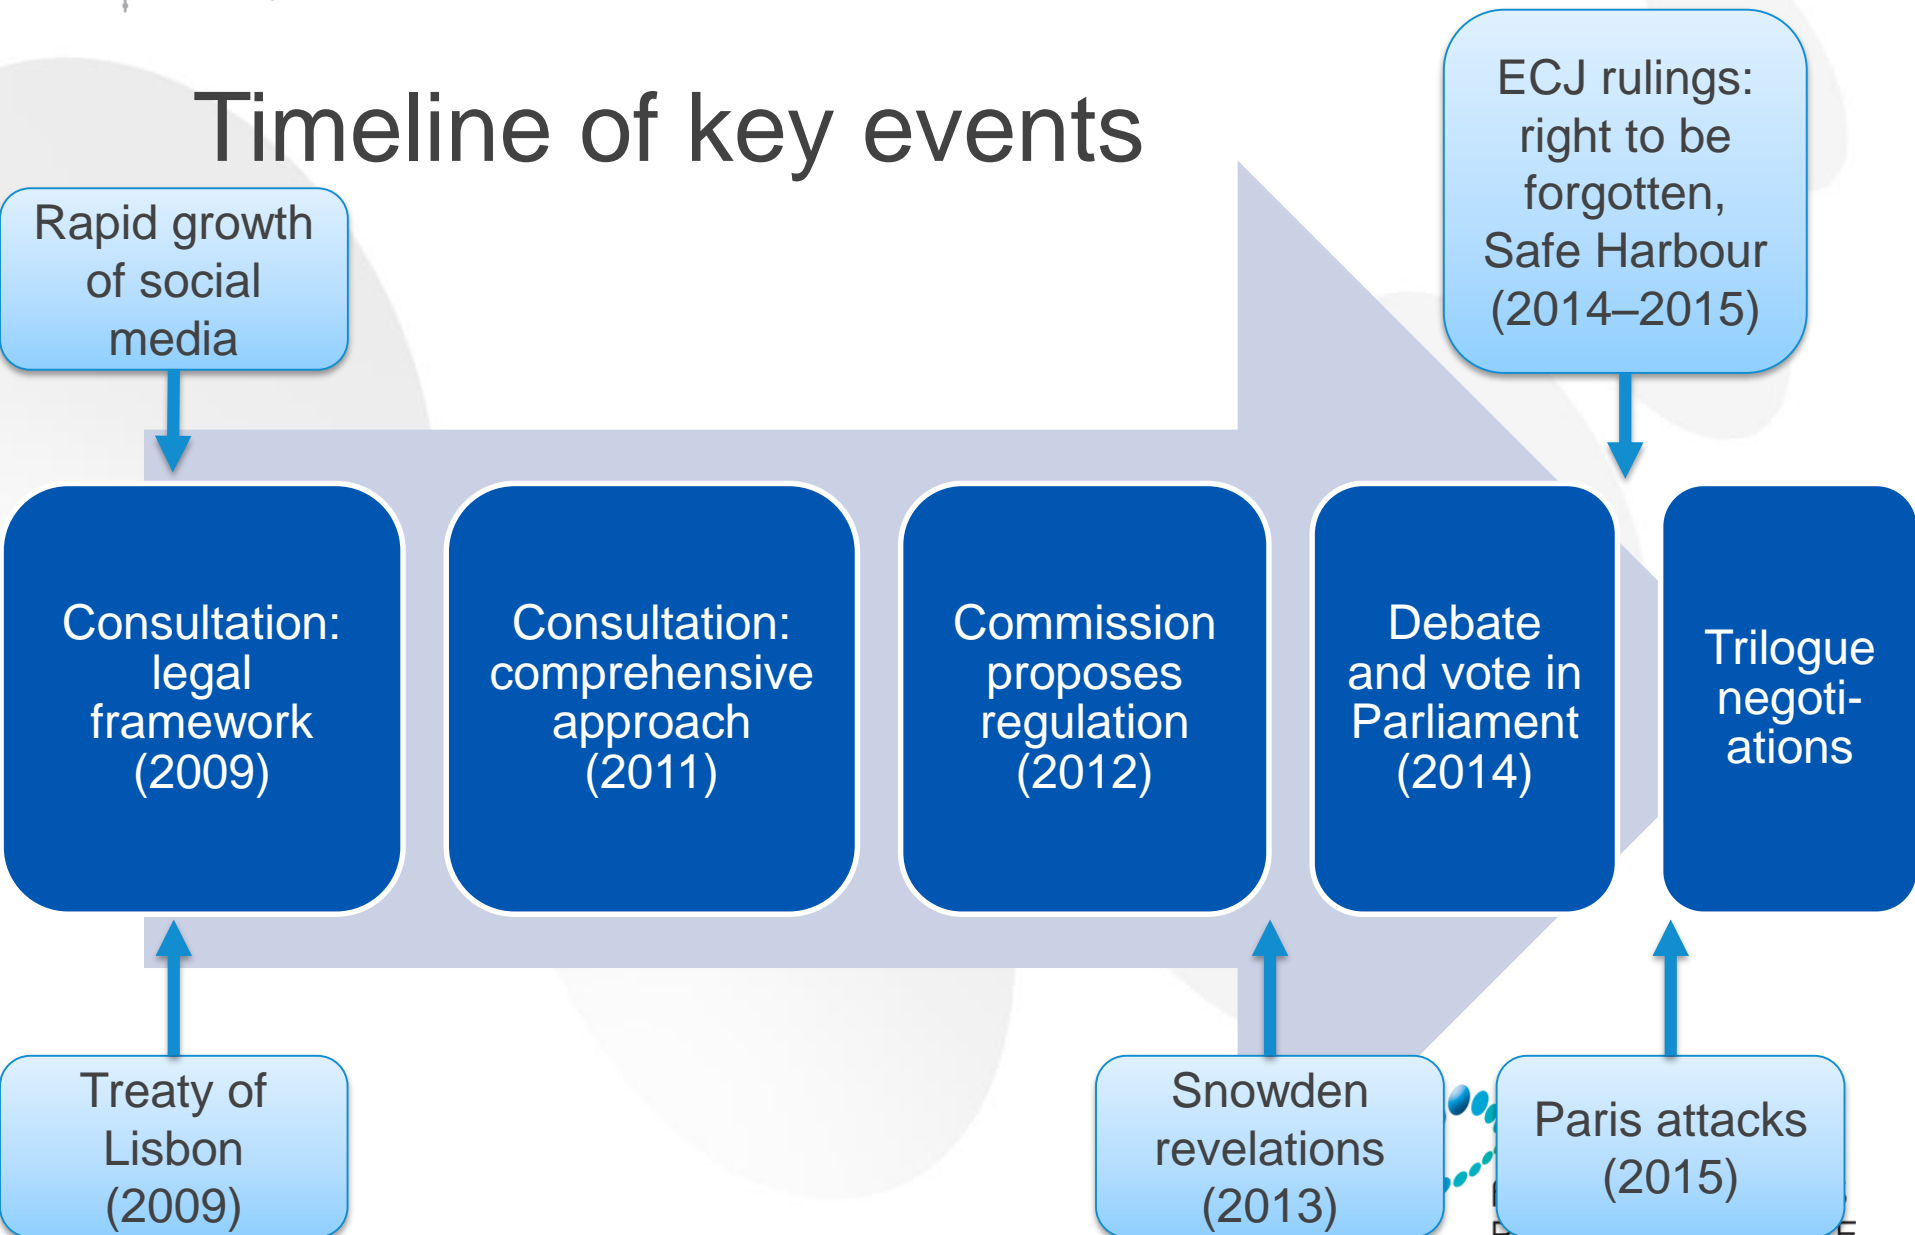 Timeline of key events
ECJ rulings:
right to be
forgotten,
Safe Harbour
(2014–2015)
Rapid growth
of social
media
Consultation:
legal
framework
(2009)
Consultation:
comprehensive
approach
(2011)
Commission
proposes
regulation
(2012)
Debate
and vote in
Parliament
(2014)
Trilogue
negoti-
ations
Treaty of
Lisbon
(2009)
Snowden
revelations
(2013)
Paris attacks
(2015)